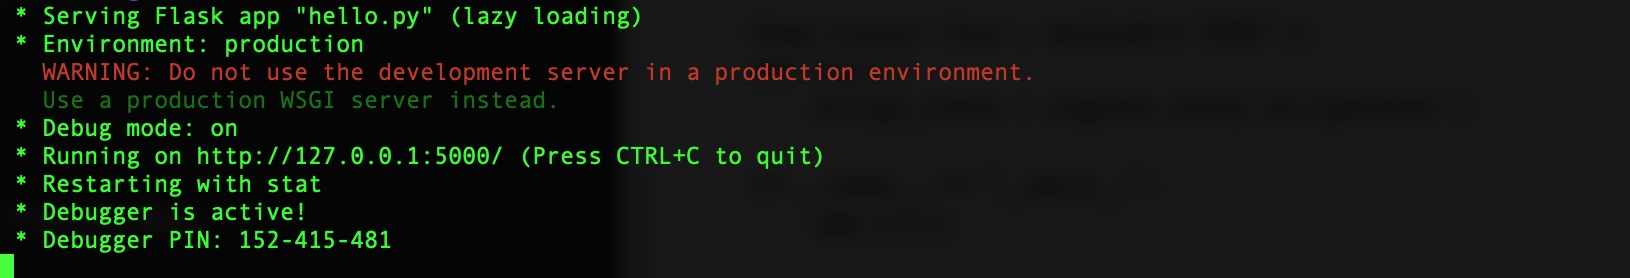 * Serving Flask app "hello.py" (lazy loading)
* Environment: production
WARNING: Do not use the development server in a production environment.
Use a production WSGI server instead.
* Debug mode: on
* Running on http://127.0.0.1:5000/ (Press CTRL+C to quit)
* Restarting with stat
* Debugger is active!
* Debugger PIN: 152-415-481